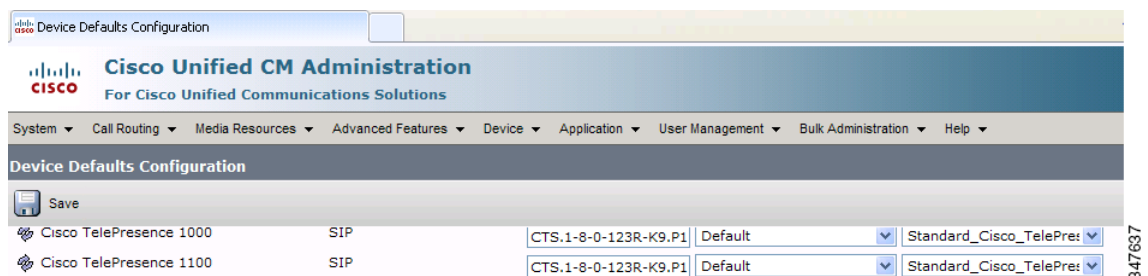 Device Defaults Configuration
CISCO
Cisco Unified CM Administration
For Cisco Unified Communications Solutions
System Call Routing Media Resources Advanced Features Device Application User Management Bulk Administration Help
Device Defaults Configuration
Save
Cisco TelePresence 1000 SIP CTS.1-8-0-123R-K9.P1 Default Standard_Cisco_TelePres
Cisco TelePresence 1100 SIP CTS.1-8-0-123R-K9.P1 Default Standard_Cisco_TelePres
347637